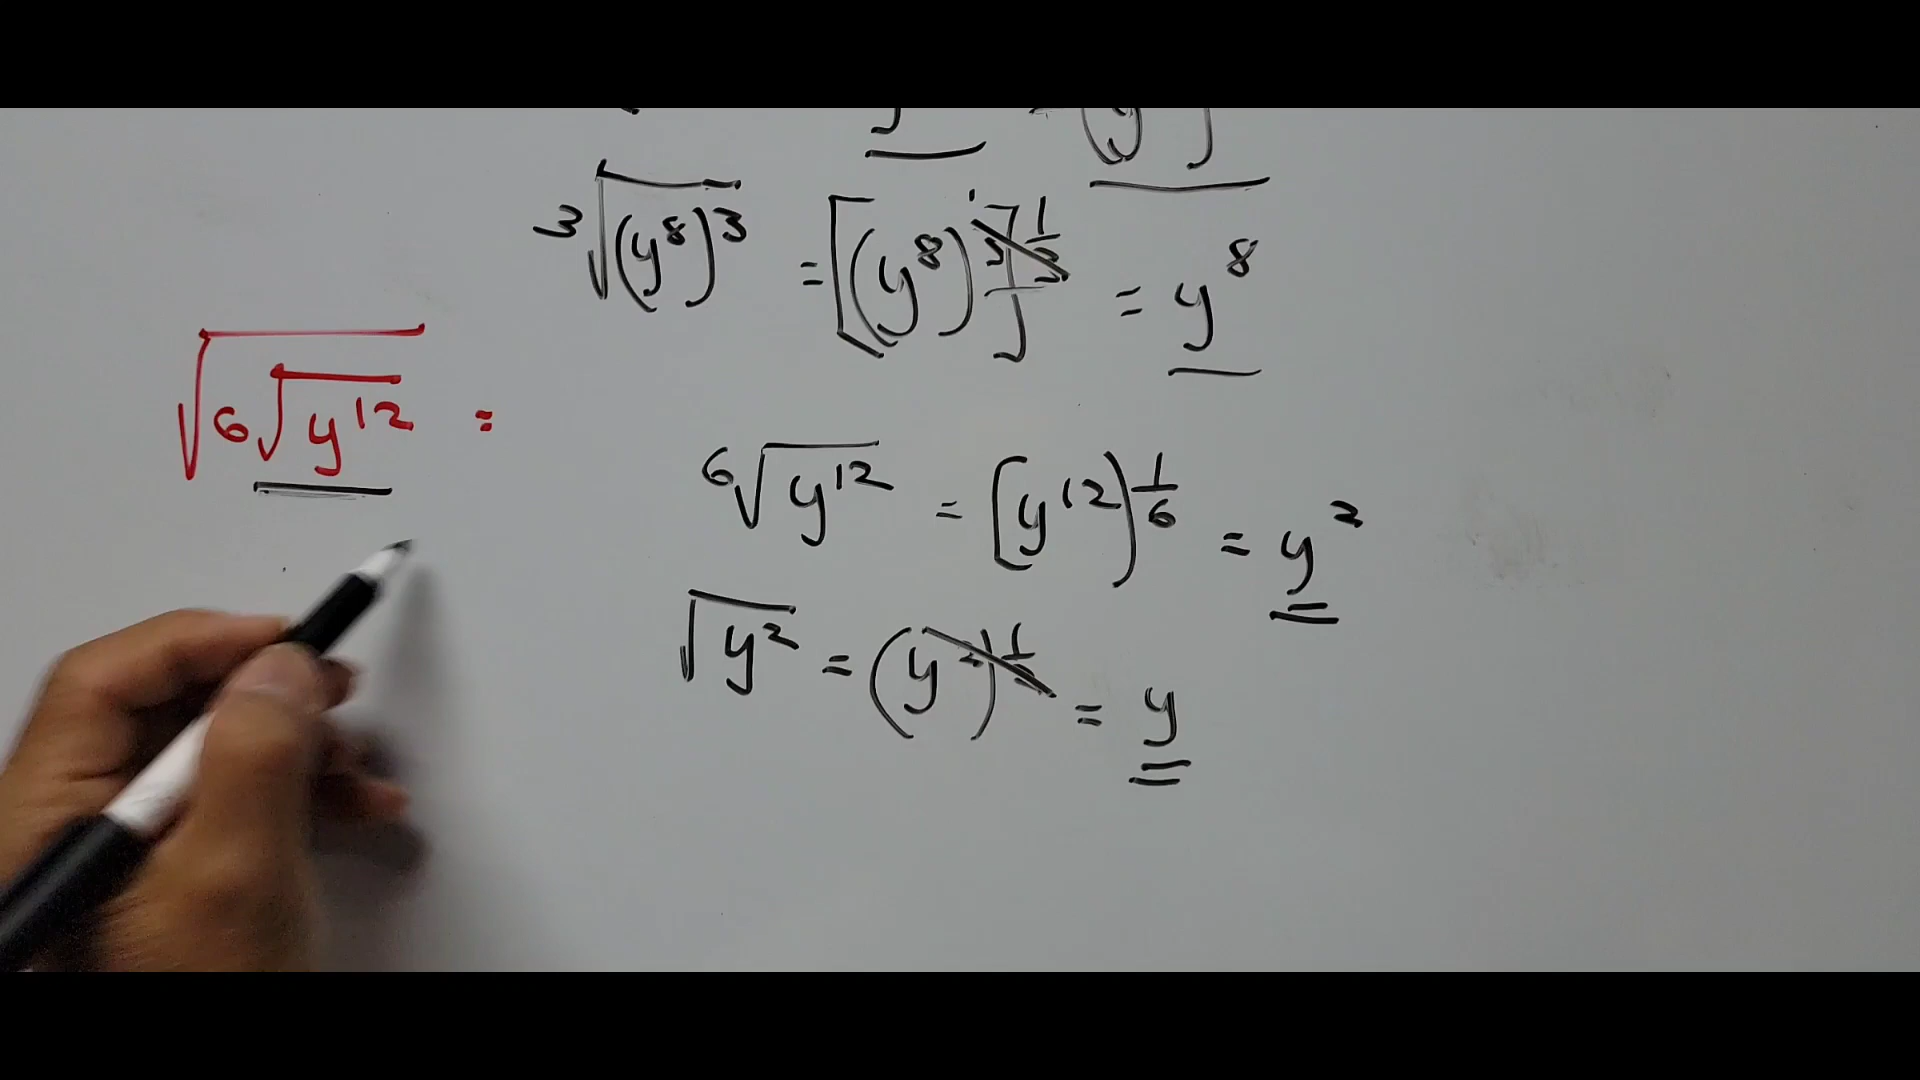 ³√(y⁸)³ = [(y⁸)³]^(1/3) = y⁸
√(⁶√y¹²) =
⁶√y¹² = [y¹²)^(1/6) = y²
√y² = (y²)^(1/2) = y